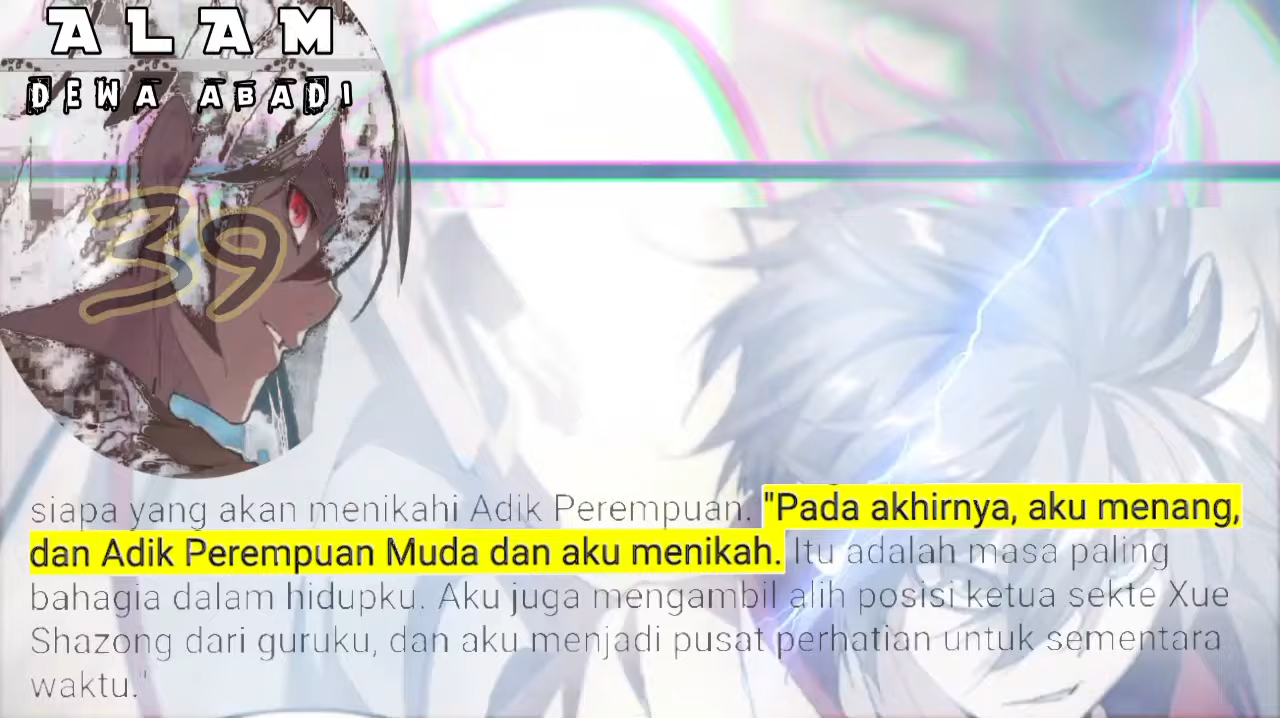 ALAM
DEWA ABADI
39
siapa yang akan menikahi Adik Perempuan. "Pada akhirnya, aku menang,
dan Adik Perempuan Muda dan aku menikah. Itu adalah masa paling
bahagia dalam hidupku. Aku juga mengambil alih posisi ketua sekte Xue
Shazong dari guruku, dan aku menjadi pusat perhatian untuk sementara
waktu."